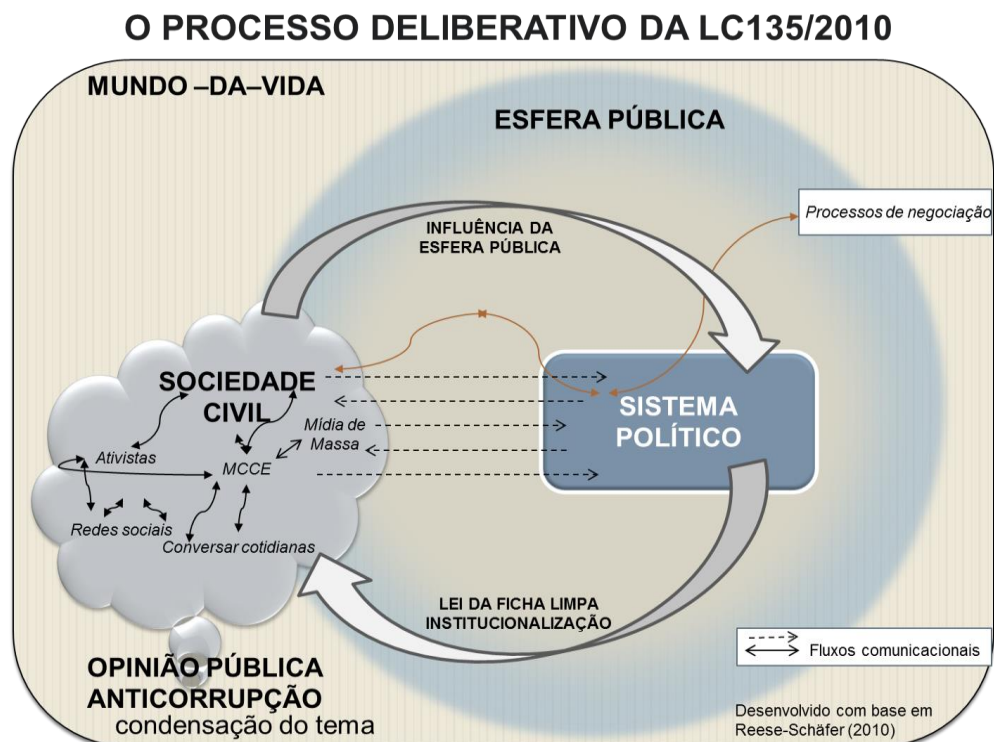 O PROCESSO DELIBERATIVO DA LC135/2010
MUNDO –DA–VIDA
ESFERA PÚBLICA
Processos de negociação
INFLUÊNCIA DA
ESFERA PÚBLICA
SOCIEDADE
CIVIL
Mídia de
Massa
Ativistas
MCCE
Redes sociais
Conversar cotidianas
SISTEMA
POLÍTICO
LEI DA FICHA LIMPA
INSTITUCIONALIZAÇÃO
Fluxos comunicacionais
OPINIÃO PÚBLICA
ANTICORRUPÇÃO
condensação do tema
Desenvolvido com base em
Reese-Schäfer (2010)